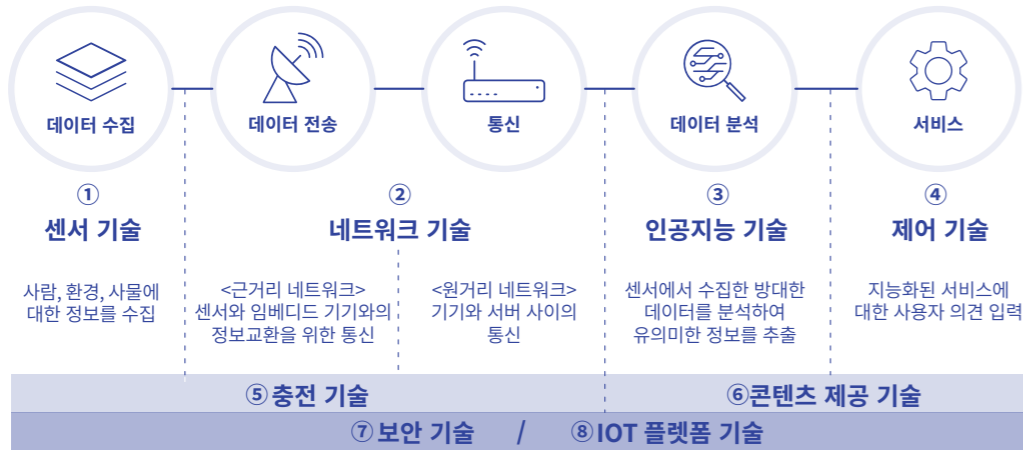 데이터 수집
데이터 전송
통신
데이터 분석
서비스
①
센서 기술
사람, 환경, 사물에
대한 정보를 수집
②
네트워크 기술
<근거리 네트워크>
센서와 임베디드 기기와의
정보교환을 위한 통신
<원거리 네트워크>
기기와 서버 사이의
통신
③
인공지능 기술
센서에서 수집한 방대한
데이터를 분석하여
유의미한 정보를 추출
④
제어 기술
지능화된 서비스에
대한 사용자 의견 입력
⑤충전 기술
⑥콘텐츠 제공 기술
⑦보안 기술 / ⑧IOT 플렛폼 기술